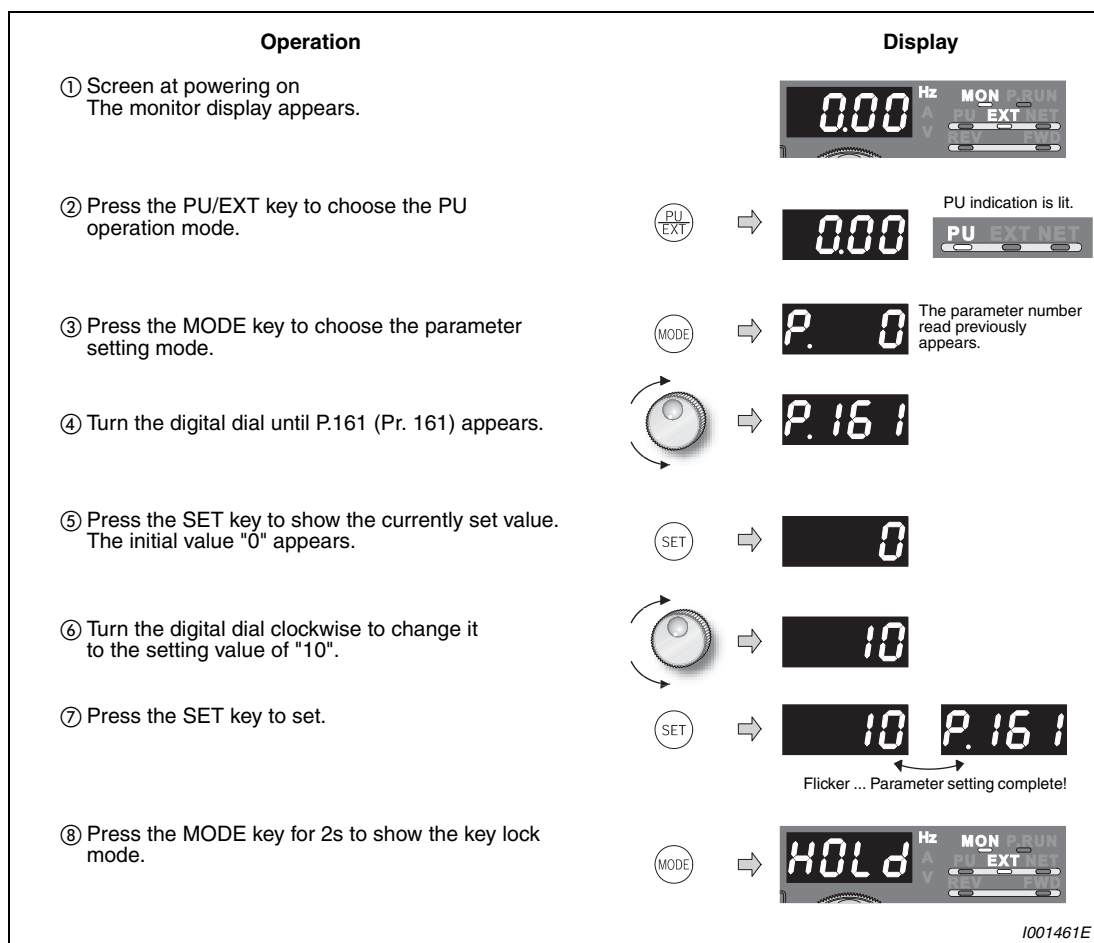 Operation
Display
① Screen at powering on
The monitor display appears.
0.00
Hz
A
V
MON P.RUN
PU EXT NET
REV FWD
② Press the PU/EXT key to choose the PU
operation mode.
PU
EXT
0.00
PU indication is lit.
PU EXT NET
③ Press the MODE key to choose the parameter
setting mode.
MODE
P. 0
The parameter number
read previously
appears.
④ Turn the digital dial until P.161 (Pr. 161) appears.
P.161
⑤ Press the SET key to show the currently set value.
The initial value "0" appears.
SET
0
⑥ Turn the digital dial clockwise to change it
to the setting value of "10".
10
⑦ Press the SET key to set.
SET
10
P.161
Flicker ... Parameter setting complete!
⑧ Press the MODE key for 2s to show the key lock
mode.
MODE
HOLd
Hz
A
V
MON P.RUN
PU EXT NET
REV FWD
I001461E